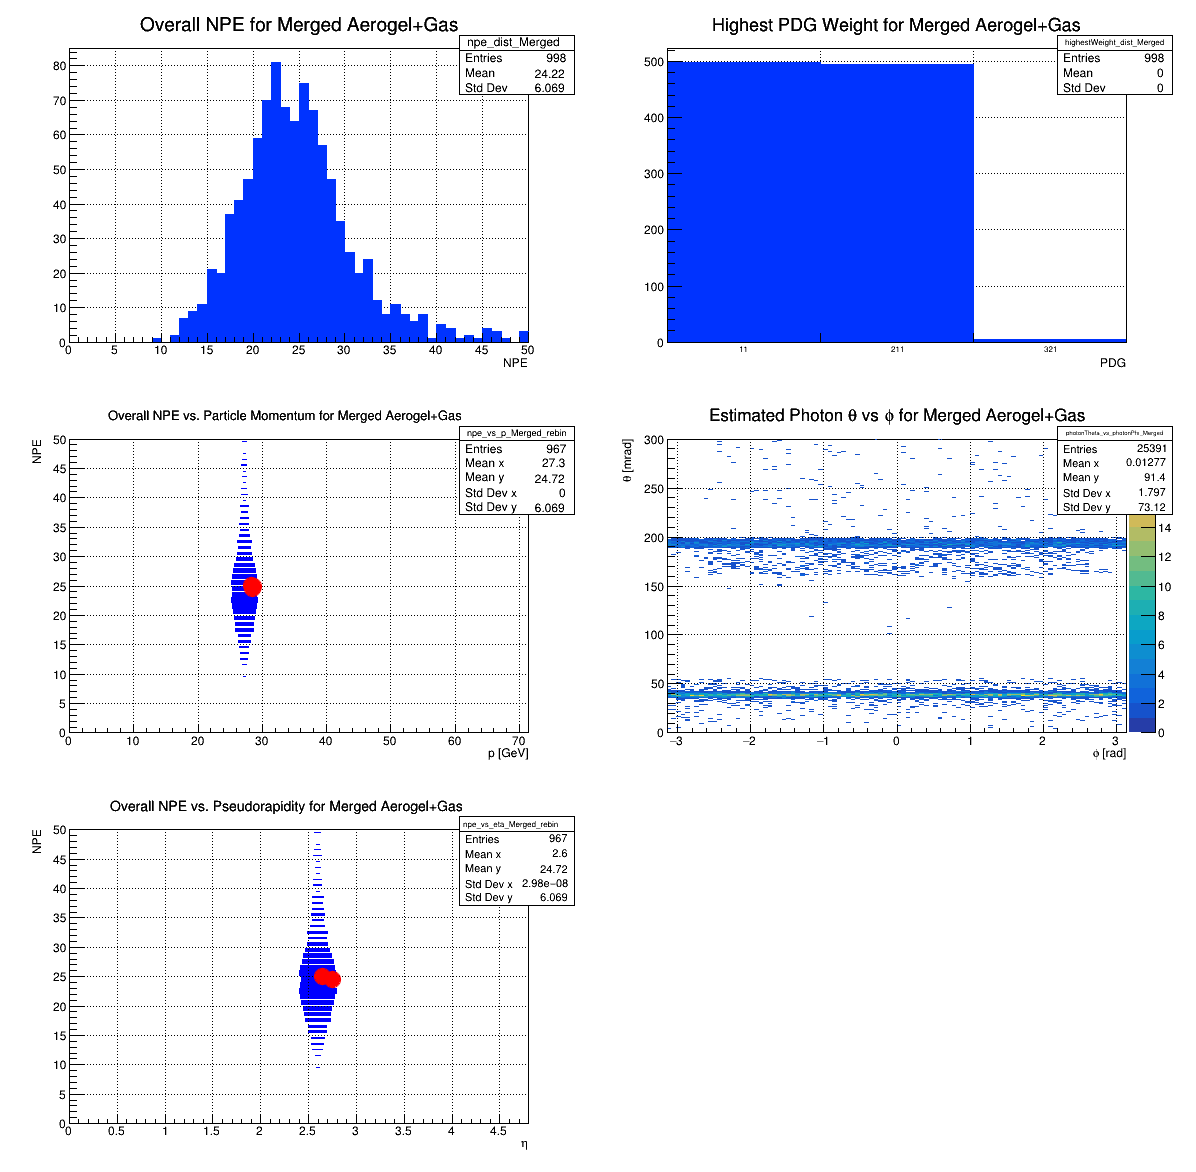 Overall NPE for Merged Aerogel+Gas
npe_dist_Merged
Entries 998
Mean 24.22
Std Dev 6.069
80
70
60
50
40
30
20
10
0
0 5 10 15 20 25 30 35 40 45 50
NPE
Highest PDG Weight for Merged Aerogel+Gas
highestWeight_dist_Merged
Entries 998
Mean 0
Std Dev 0
500
400
300
200
100
0
11 211 321
PDG
Overall NPE vs. Particle Momentum for Merged Aerogel+Gas
npe_vs_p_Merged_rebin
Entries 967
Mean x 27.3
Mean y 24.72
Std Dev x 0
Std Dev y 6.069
NPE
50
45
40
35
30
25
20
15
10
5
0
0 10 20 30 40 50 60 70
p [GeV]
Estimated Photon θ vs ϕ for Merged Aerogel+Gas
photonTheta_vs_photonPhi_Merged
Entries 25391
Mean x 0.01277
Mean y 91.4
Std Dev x 1.797
Std Dev y 73.12
θ [mrad]
300
250
200
150
100
50
0
−3 −2 −1 0 1 2 3
ϕ [rad]
14
12
10
8
6
4
2
0
Overall NPE vs. Pseudorapidity for Merged Aerogel+Gas
npe_vs_eta_Merged_rebin
Entries 967
Mean x 2.6
Mean y 24.72
Std Dev x 2.98e−08
Std Dev y 6.069
NPE
50
45
40
35
30
25
20
15
10
5
0
0 0.5 1 1.5 2 2.5 3 3.5 4 4.5
η